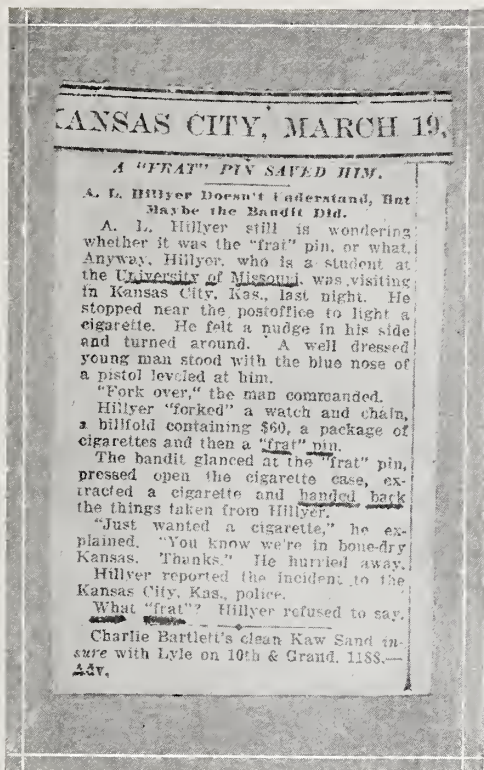 KANSAS CITY, MARCH 19,
A "FRAT" PIN SAVED HIM.
A. L. Hillyer Doesn't Understand, But
Maybe the Bandit Did.
A. L. Hillyer still is wondering
whether it was the "frat" pin, or what.
Anyway, Hillyer, who is a student at
the University of Missouri, was visiting
in Kansas City, Kas., last night. He
stopped near the postoffice to light a
cigarette. He felt a nudge in his side
and turned around. A well dressed
young man stood with the blue nose of
a pistol leveled at him.
"Fork over," the man commanded.
Hillyer "forked" a watch and chain,
a billfold containing $60, a package of
cigarettes and then a "frat" pin.
The bandit glanced at the "frat" pin,
pressed open the cigarette case, ex-
tracted a cigarette and handed back
the things taken from Hillyer.
"Just wanted a cigarette," he ex-
plained. "You know we're in bone-dry
Kansas. Thanks." He hurried away.
Hillyer reported the incident to the
Kansas City, Kas., police.
What "frat"? Hillyer refused to say.
Charlie Bartlett's clean Kaw Sand in-
sure with Lyle on 10th & Grand. 1188.—
Adv.